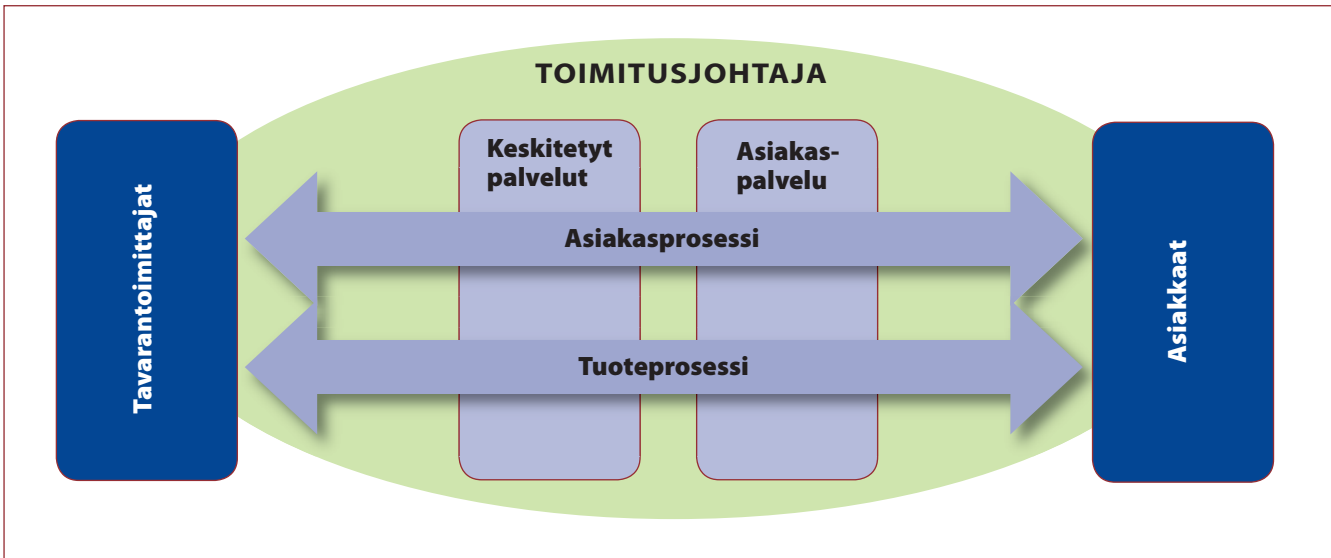 TOIMITUSJOHTAJA
Tavarantoimittajat
Keskitetyt
palvelut
Asiakas-
palvelu
Asiakasprosessi
Tuoteprosessi
Asiakkaat